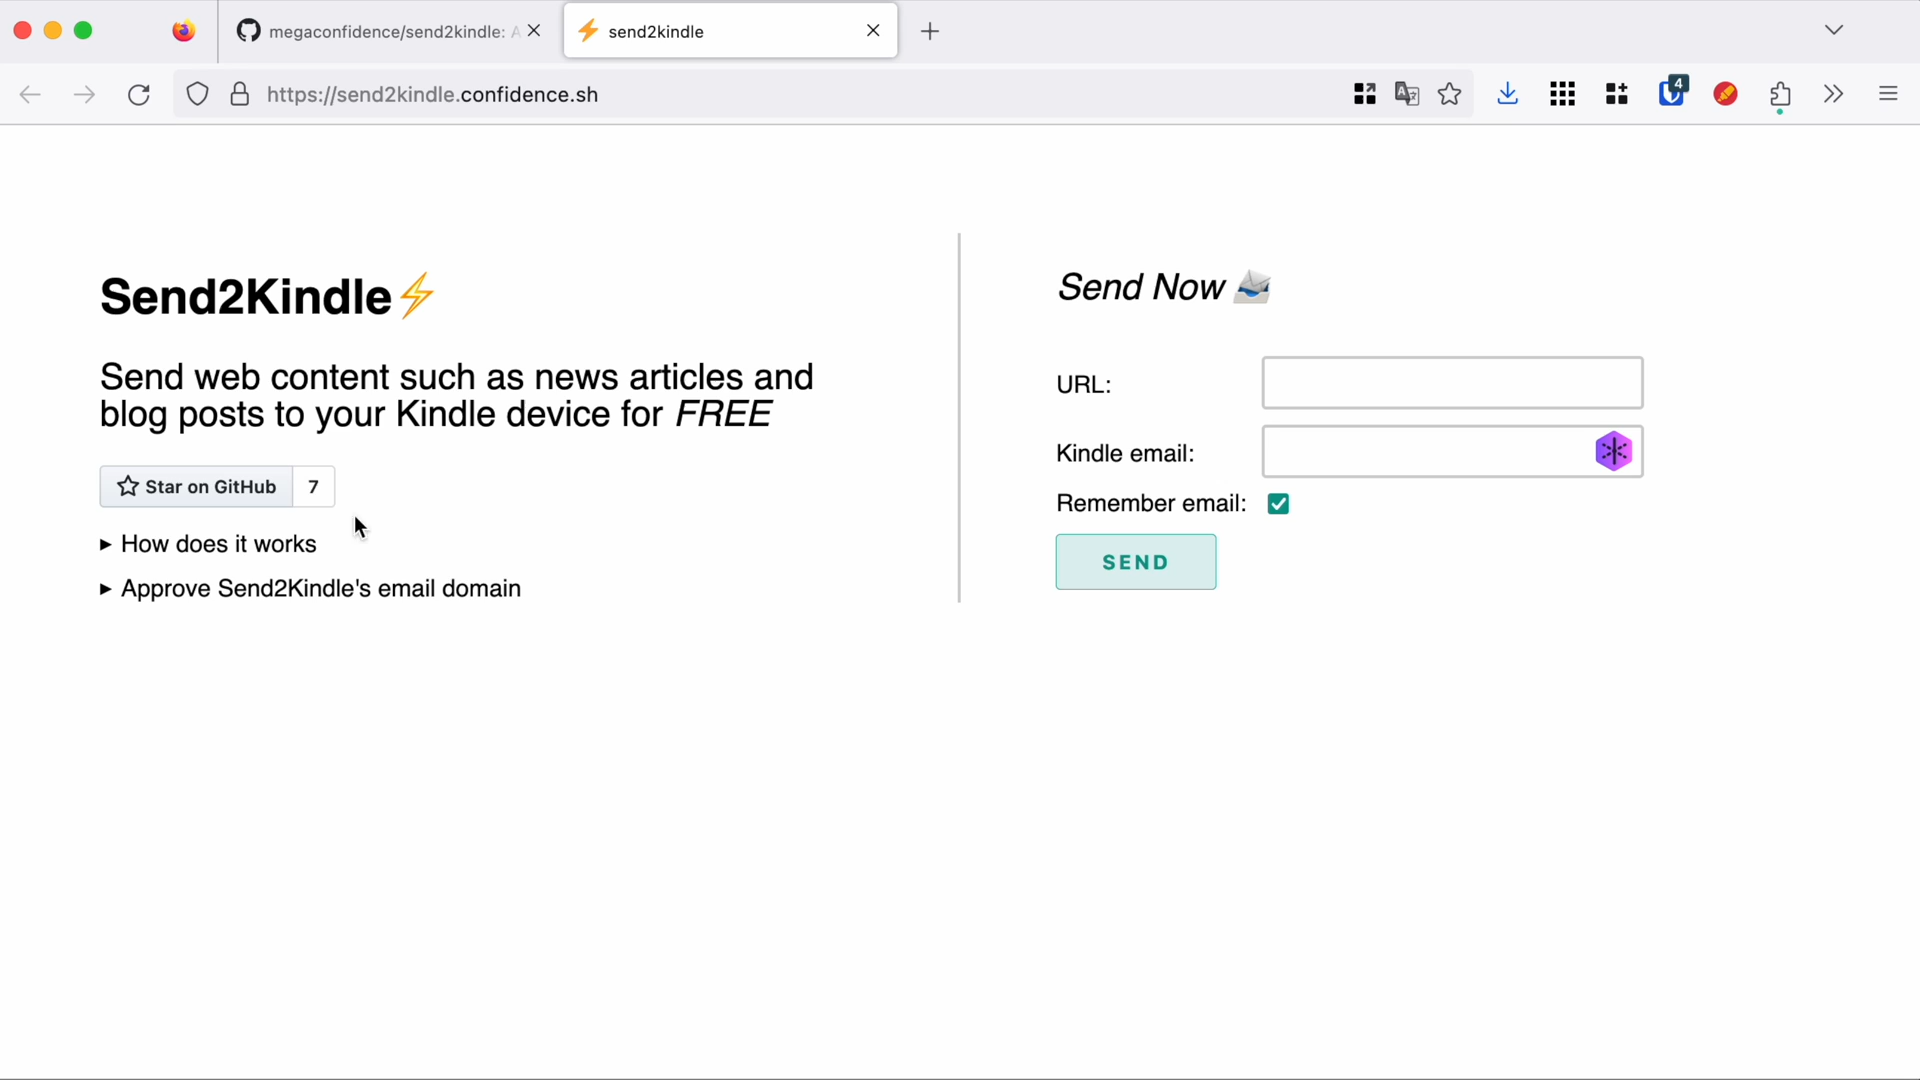 megaconfidence/send2kindle: A
send2kindle
https://send2kindle.confidence.sh
4
Send2Kindle⚡
Send web content such as news articles and
blog posts to your Kindle device for FREE
Star on GitHub 7
▸ How does it works
▸ Approve Send2Kindle's email domain
Send Now 📨
URL:
Kindle email:
Remember email:
SEND